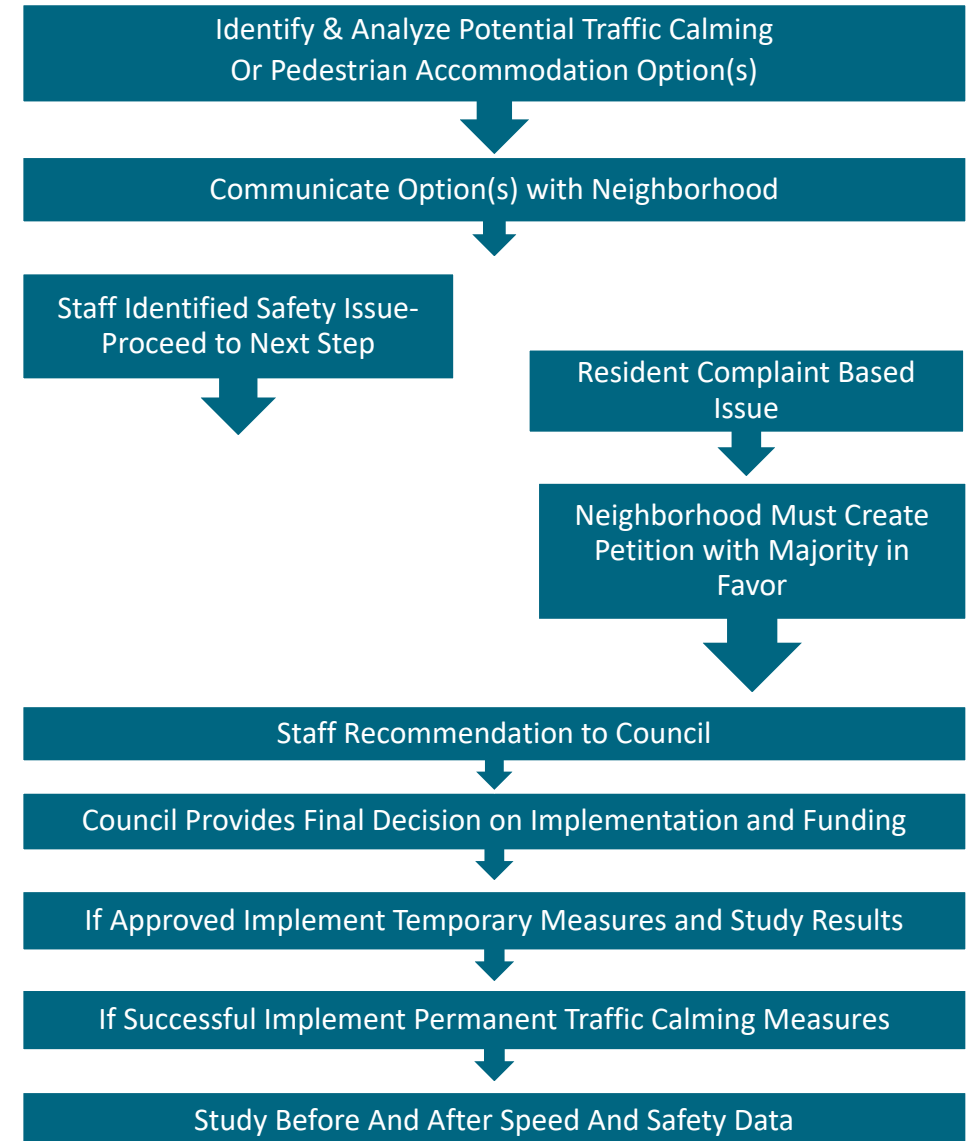 Identify & Analyze Potential Traffic Calming
Or Pedestrian Accommodation Option(s)
Communicate Option(s) with Neighborhood
Staff Identified Safety Issue-
Proceed to Next Step
Resident Complaint Based
Issue
Neighborhood Must Create
Petition with Majority in
Favor
Staff Recommendation to Council
Council Provides Final Decision on Implementation and Funding
If Approved Implement Temporary Measures and Study Results
If Successful Implement Permanent Traffic Calming Measures
Study Before And After Speed And Safety Data